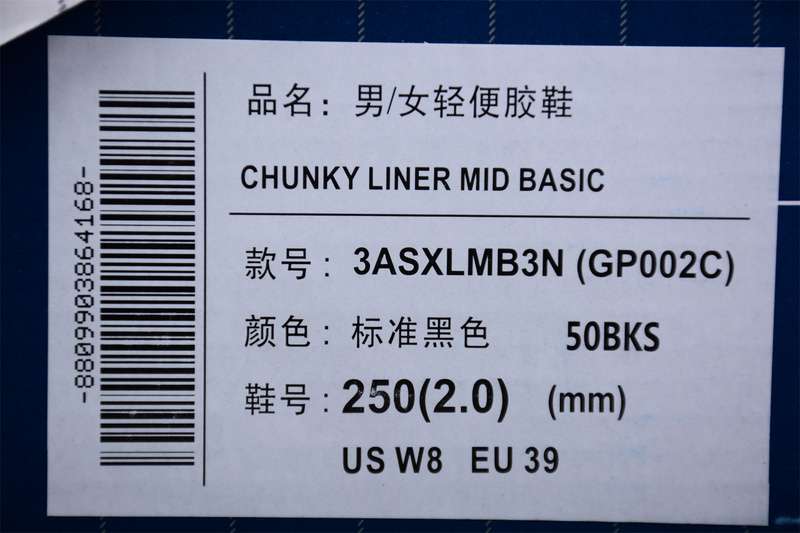 -8809903864168-
品名：男/女轻便胶鞋
CHUNKY LINER MID BASIC
款号：3ASXLMB3N (GP002C)
颜色：标准黑色 50BKS
鞋号：250(2.0) (mm)
US W8 EU 39